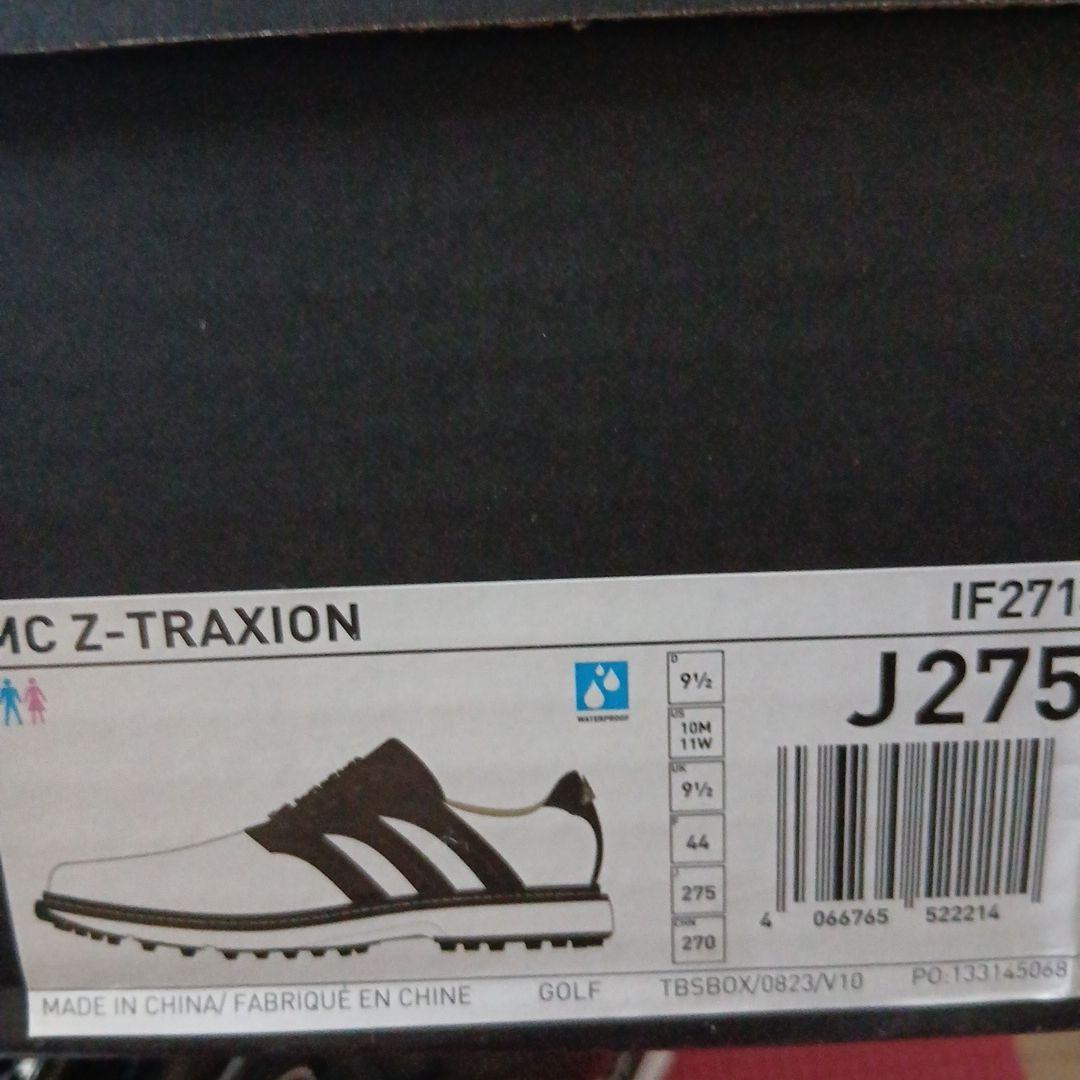 MC Z-TRAXION
IF271
J 275
WATERPROOF
D
9½
US
10M
11W
UK
9½
F
44
J
275
CHN
270
4 066765 522214
MADE IN CHINA/ FABRIQUÉ EN CHINE
GOLF
TBSBOX/0823/V10
PO:133145068